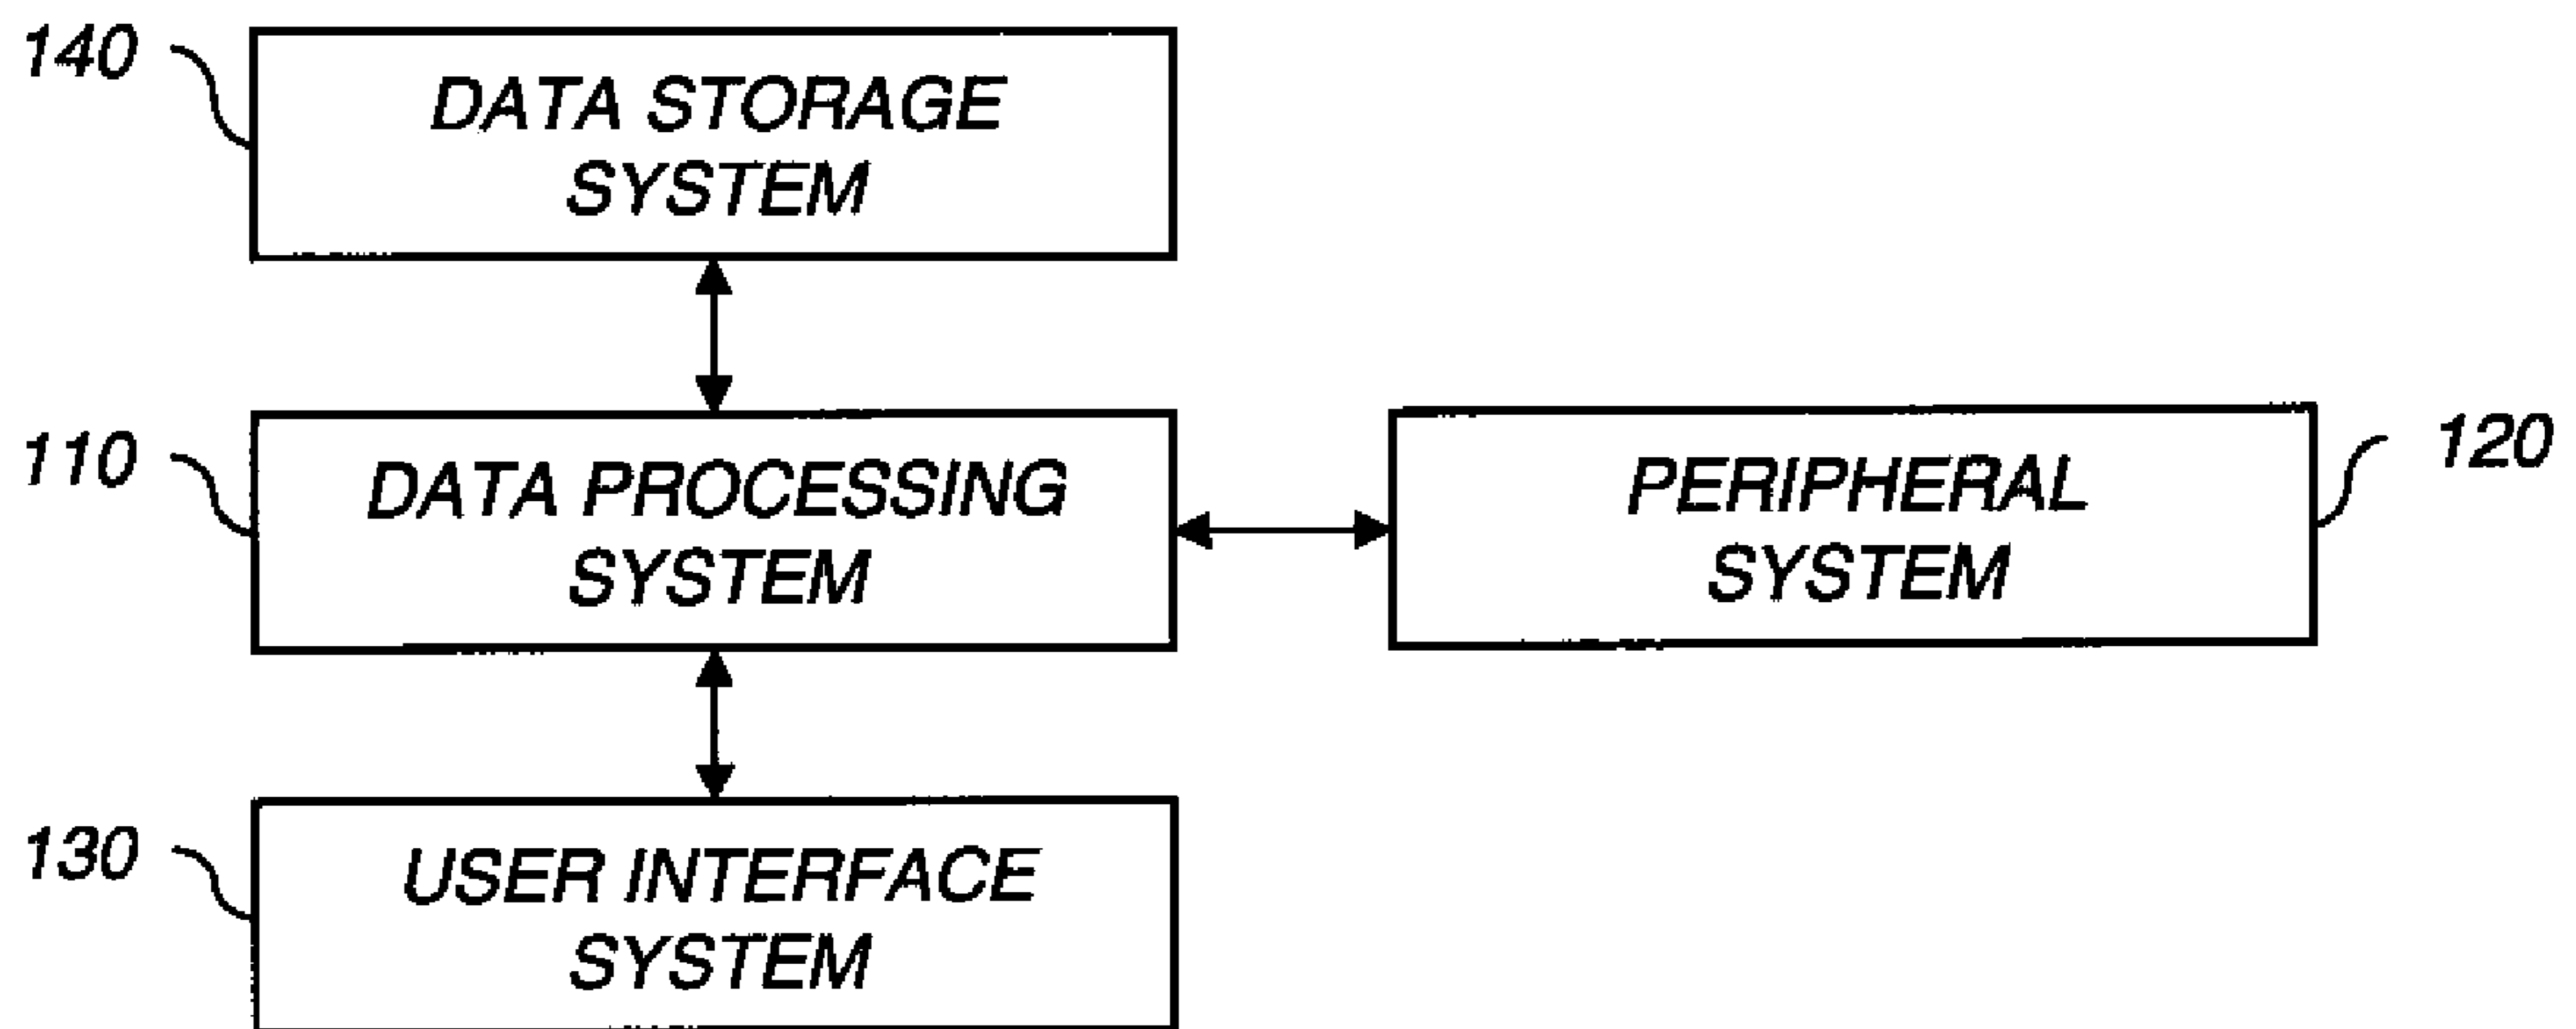 140
DATA STORAGE
SYSTEM
110
DATA PROCESSING
SYSTEM
PERIPHERAL
SYSTEM
120
130
USER INTERFACE
SYSTEM